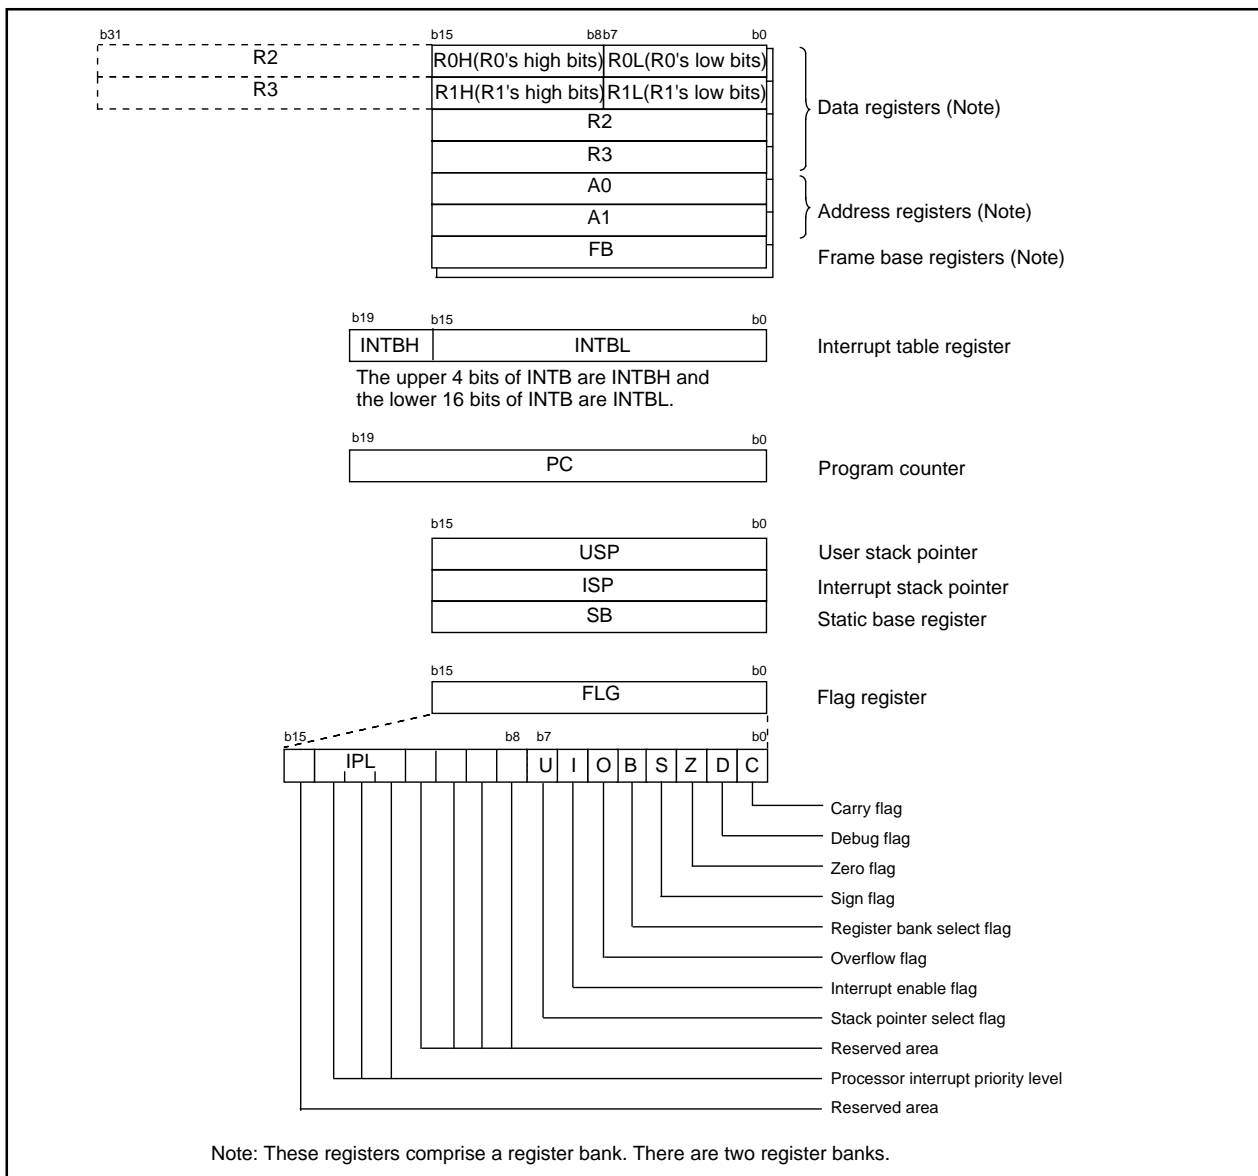 b31 b15 b8b7 b0
R2 R0H(R0's high bits) R0L(R0's low bits)
R3 R1H(R1's high bits) R1L(R1's low bits)
Data registers (Note)
R2
R3
A0
Address registers (Note)
A1
FB Frame base registers (Note)
b19 b15 b0
INTBH INTBL Interrupt table register
The upper 4 bits of INTB are INTBH and
the lower 16 bits of INTB are INTBL.
b19 b0
PC Program counter
b15 b0
USP User stack pointer
ISP Interrupt stack pointer
SB Static base register
b15 b0
FLG Flag register
b15 b8 b7 b0
IPL U I O B S Z D C
Carry flag
Debug flag
Zero flag
Sign flag
Register bank select flag
Overflow flag
Interrupt enable flag
Stack pointer select flag
Reserved area
Processor interrupt priority level
Reserved area
Note: These registers comprise a register bank. There are two register banks.